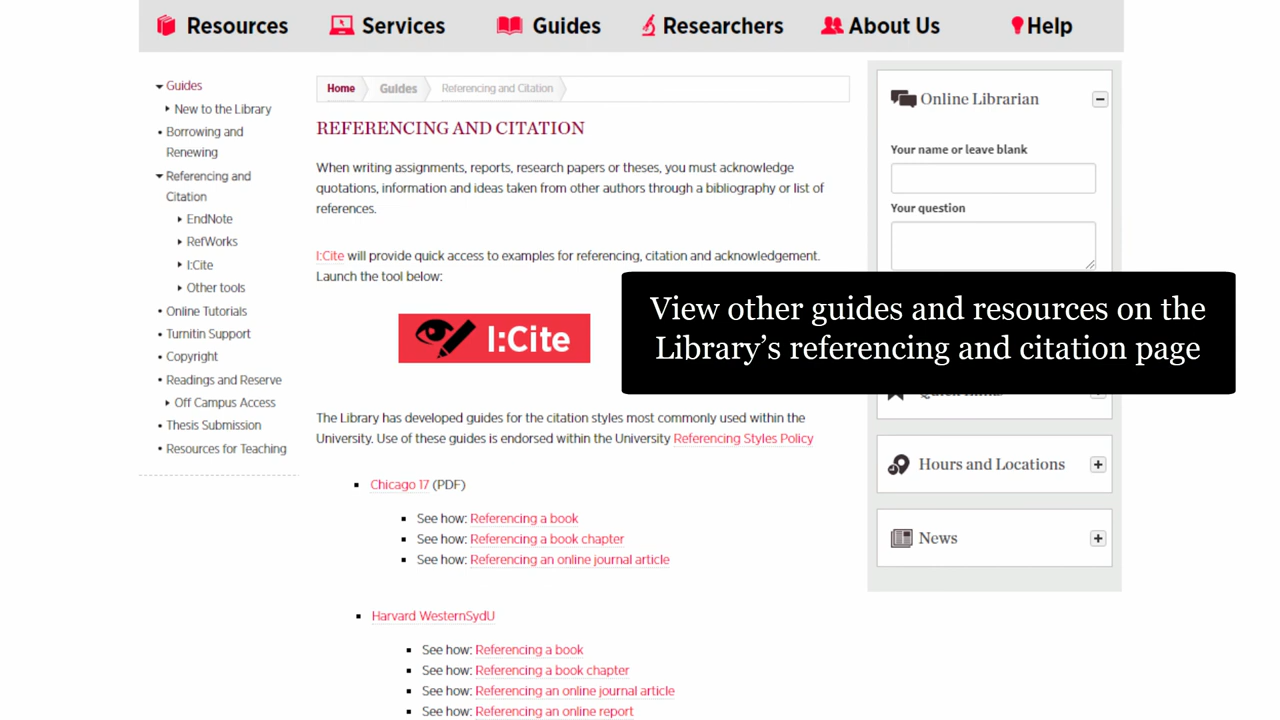 Resources Services Guides Researchers About Us Help
Guides
New to the Library
Borrowing and
Renewing
Referencing and
Citation
EndNote
RefWorks
I:Cite
Other tools
Online Tutorials
Turnitin Support
Copyright
Readings and Reserve
Off Campus Access
Thesis Submission
Resources for Teaching
Home Guides Referencing and Citation
REFERENCING AND CITATION
When writing assignments, reports, research papers or theses, you must acknowledge
quotations, information and ideas taken from other authors through a bibliography or list of
references.
I:Cite will provide quick access to examples for referencing, citation and acknowledgement.
Launch the tool below:
I:Cite
The Library has developed guides for the citation styles most commonly used within the
University. Use of these guides is endorsed within the University Referencing Styles Policy
Chicago 17 (PDF)
See how: Referencing a book
See how: Referencing a book chapter
See how: Referencing an online journal article
Harvard WesternSydU
See how: Referencing a book
See how: Referencing a book chapter
See how: Referencing an online journal article
See how: Referencing an online report
Online Librarian
Your name or leave blank
Your question
View other guides and resources on the
Library’s referencing and citation page
Hours and Locations
News